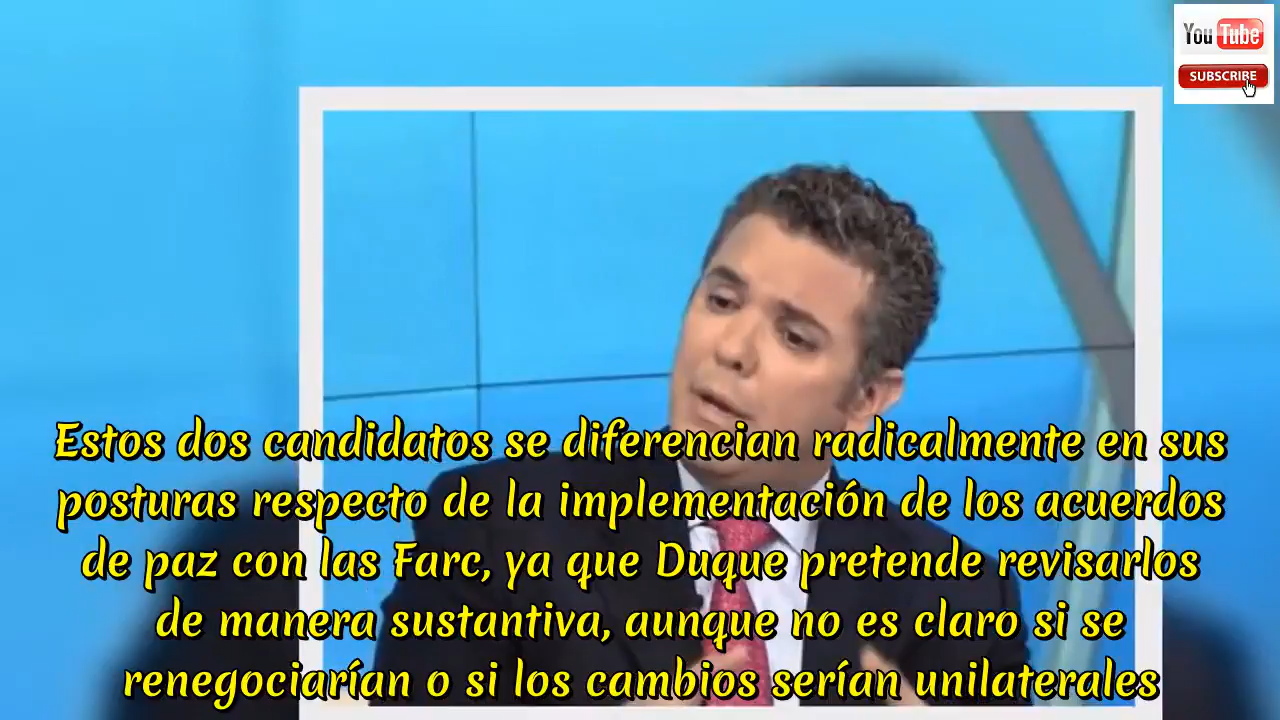 You Tube
SUBSCRIBE
Estos dos candidatos se diferencian radicalmente en sus
posturas respecto de la implementación de los acuerdos
de paz con las Farc, ya que Duque pretende revisarlos
de manera sustantiva, aunque no es claro si se
renegociarían o si los cambios serían unilaterales